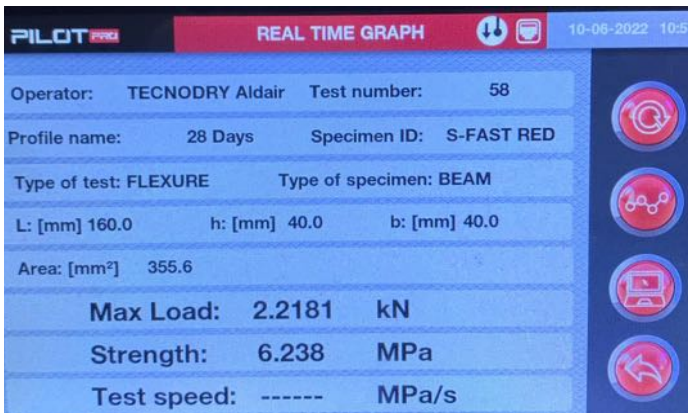 PILOT PRO REAL TIME GRAPH 10-06-2022 10:5
Operator: TECNODRY Aldair Test number: 58
Profile name: 28 Days Specimen ID: S-FAST RED
Type of test: FLEXURE Type of specimen: BEAM
L: [mm] 160.0 h: [mm] 40.0 b: [mm] 40.0
Area: [mm²] 355.6
Max Load: 2.2181 kN
Strength: 6.238 MPa
Test speed: ------ MPa/s